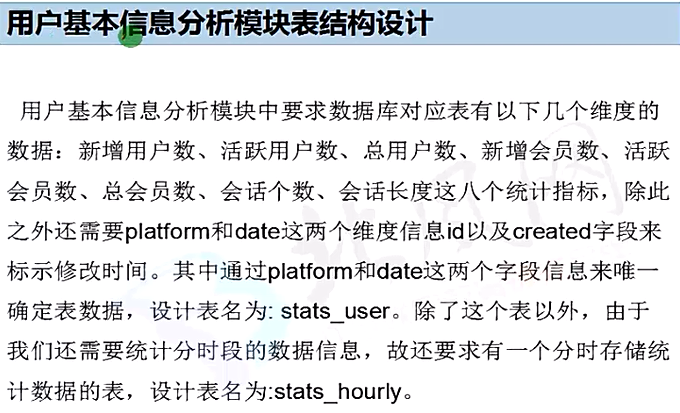 用户基本信息分析模块表结构设计
用户基本信息分析模块中要求数据库对应表有以下几个维度的
数据：新增用户数、活跃用户数、总用户数、新增会员数、活跃
会员数、总会员数、会话个数、会话长度这八个统计指标，除此
之外还需要platform和date这两个维度信息id以及created字段来
标示修改时间。其中通过platform和date这两个字段信息来唯一
确定表数据，设计表名为: stats_user。除了这个表以外，由于
我们还需要统计分时段的数据信息，故还要求有一个分时存储统
计数据的表，设计表名为:stats_hourly。